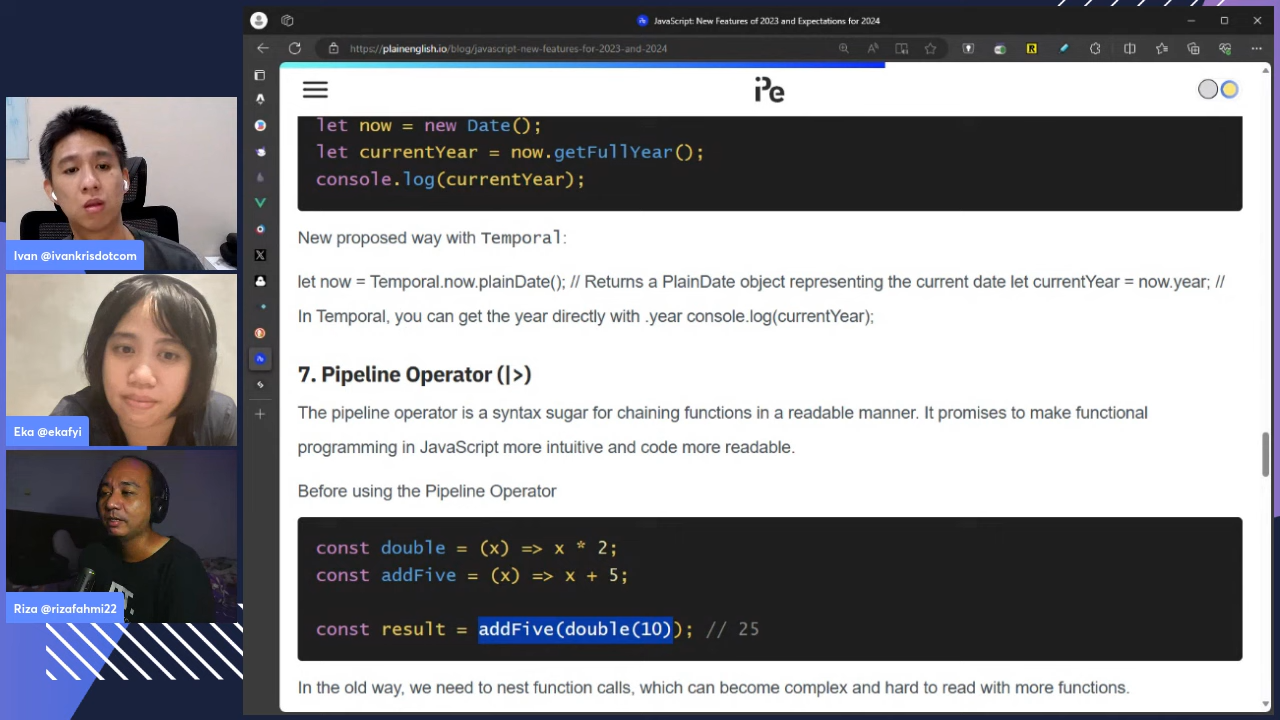 JavaScript: New Features of 2023 and Expectations for 2024
https://plainenglish.io/blog/javascript-new-features-for-2023-and-2024
let now = new Date();
let currentYear = now.getFullYear();
console.log(currentYear);
New proposed way with Temporal:
let now = Temporal.now.plainDate(); // Returns a PlainDate object representing the current date let currentYear = now.year; //
In Temporal, you can get the year directly with .year console.log(currentYear);
7. Pipeline Operator (|>)
The pipeline operator is a syntax sugar for chaining functions in a readable manner. It promises to make functional
programming in JavaScript more intuitive and code more readable.
Before using the Pipeline Operator
const double = (x) => x * 2;
const addFive = (x) => x + 5;
const result = addFive(double(10)); // 25
In the old way, we need to nest function calls, which can become complex and hard to read with more functions.
Ivan @ivankrisdotcom
Eka @ekafyi
Riza @rizafahmi22